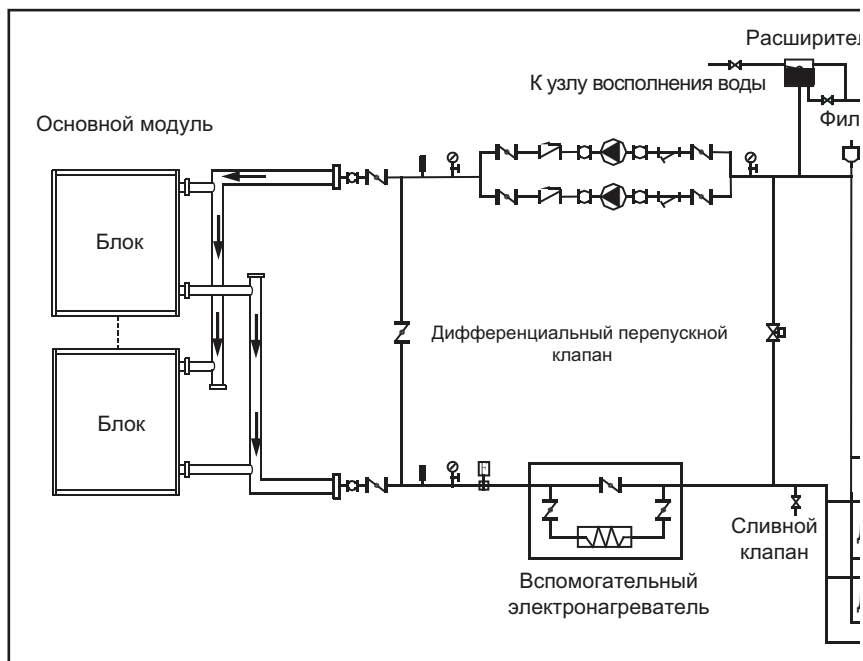 Расширител
К узлу восполнения воды
Фил
Основной модуль
Блок
Дифференциальный перепускной
клапан
Блок
Сливной
клапан
Д
Вспомогательный
электронагреватель
Д